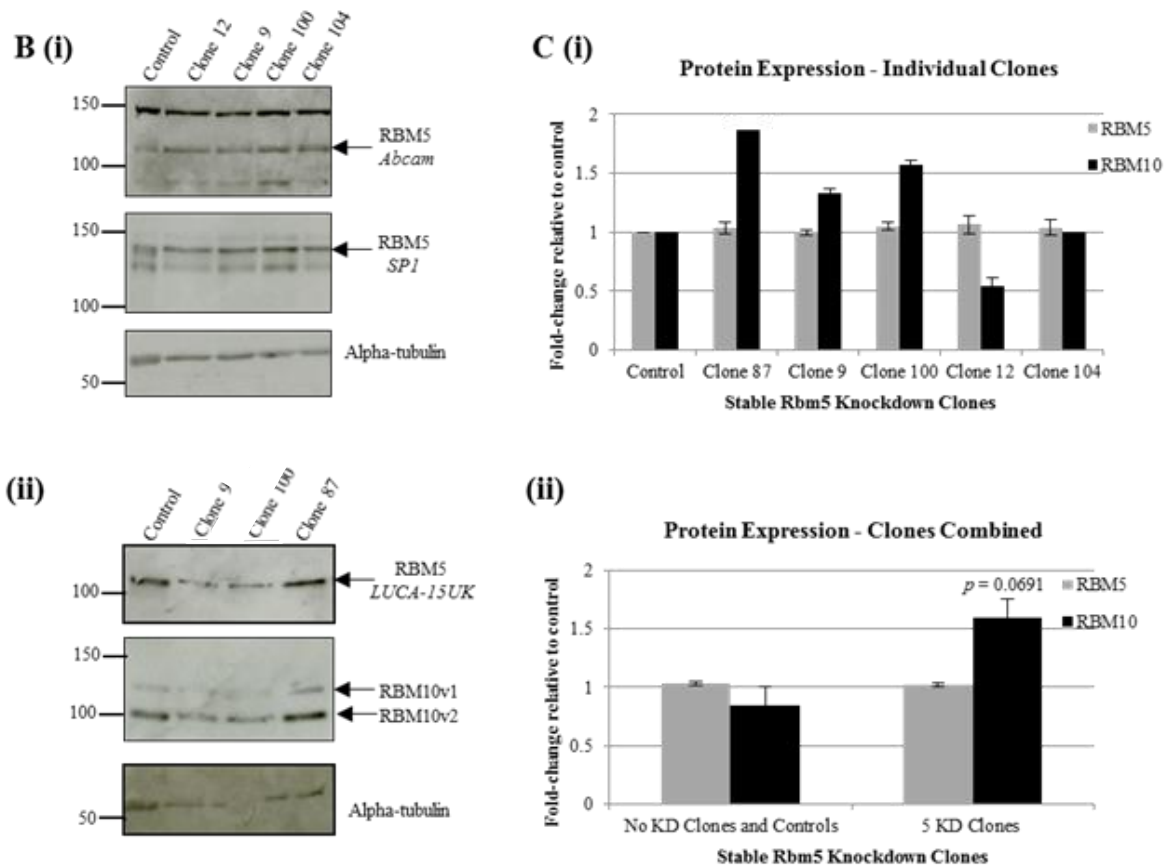 B (i)
Control
Clone 12
Clone 9
Clone 100
Clone 104
150
100
RBM5
Abcam
150
100
RBM5
SP1
50
Alpha-tubulin
C (i)
Protein Expression - Individual Clones
Fold-change relative to control
2
1.5
1
0.5
0
RBM5
RBM10
Control
Clone 87
Clone 9
Clone 100
Clone 12
Clone 104
Stable Rbm5 Knockdown Clones
(ii)
Control
Clone 9
Clone 100
Clone 87
100
RBM5
LUCA-15UK
150
100
RBM10v1
RBM10v2
50
Alpha-tubulin
(ii)
Protein Expression - Clones Combined
Fold-change relative to control
2
1.5
1
0.5
0
p = 0.0691
RBM5
RBM10
No KD Clones and Controls
5 KD Clones
Stable Rbm5 Knockdown Clones